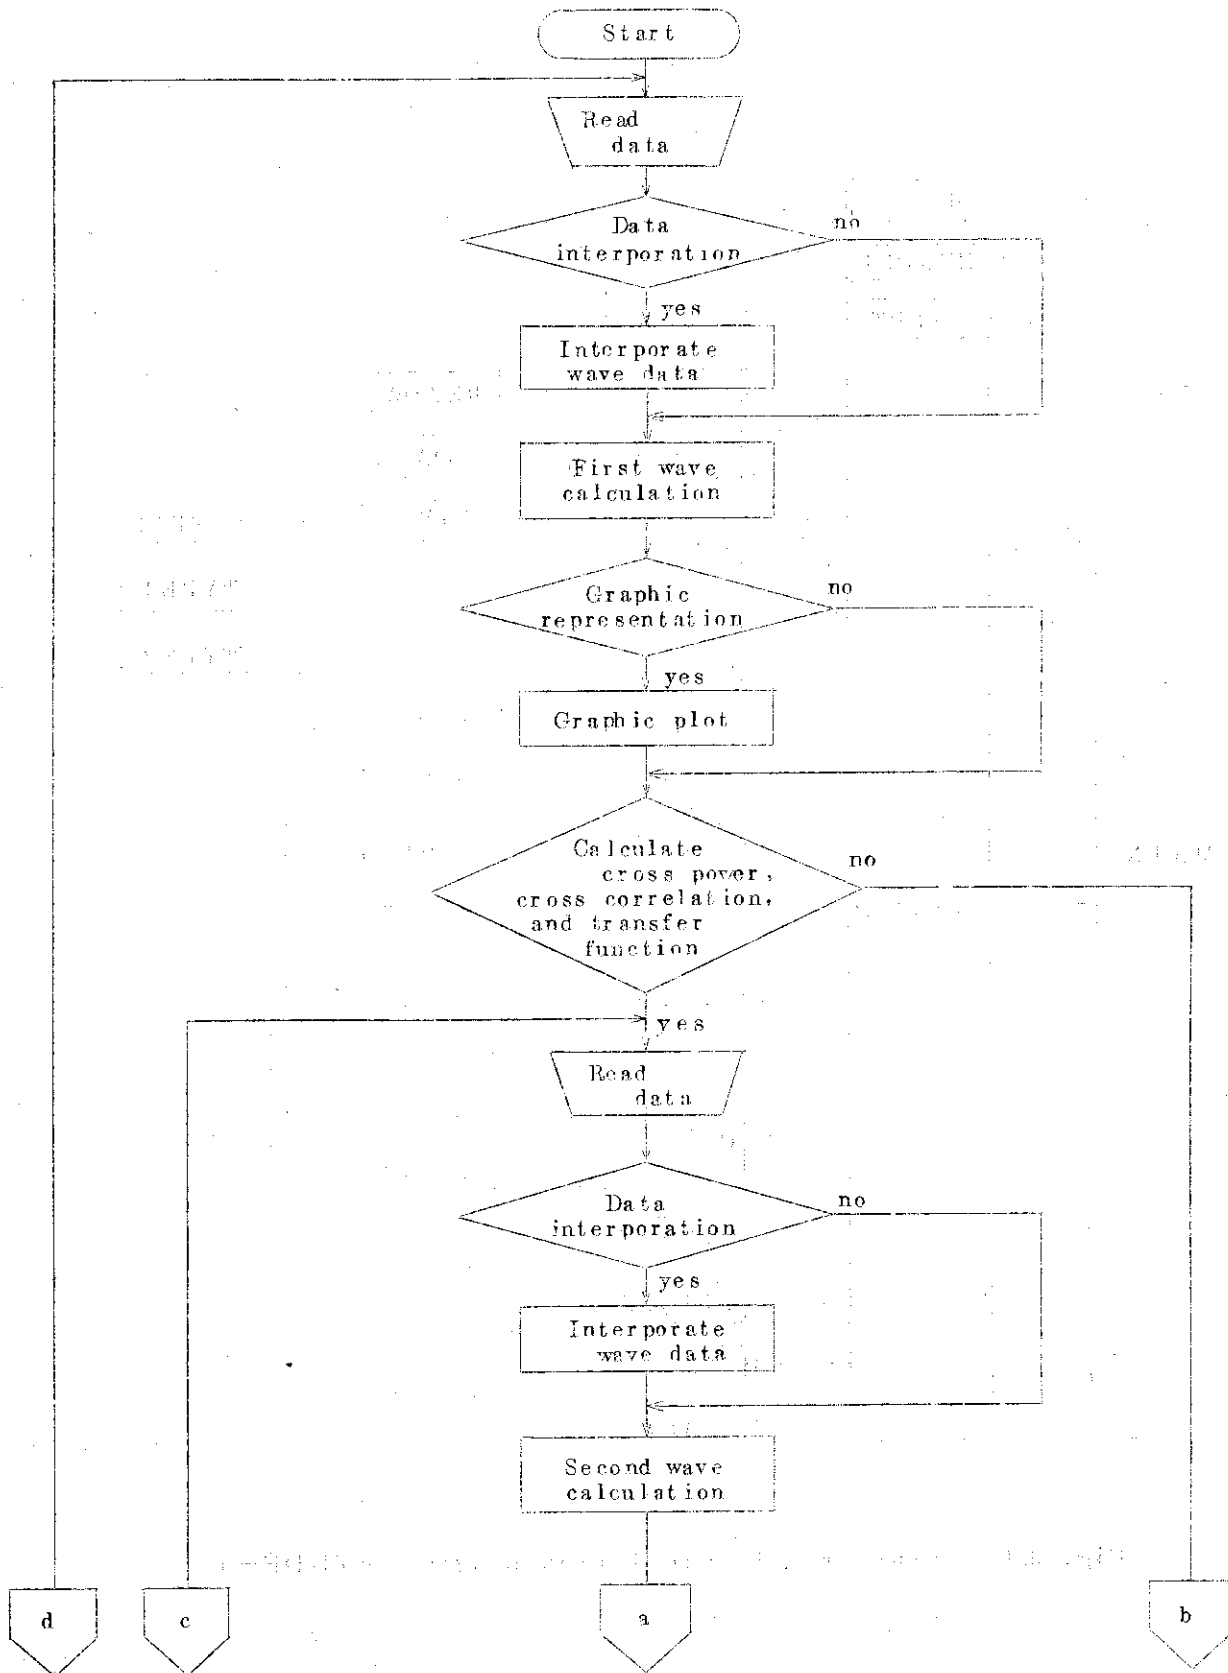 Start
Read
data
Data
interporation
no
yes
Interporate
wave data
First wave
calculation
Graphic
representation
no
yes
Graphic plot
Calculate
cross power,
cross correlation,
and transfer
function
no
yes
Read
data
Data
interporation
no
yes
Interporate
wave data
Second wave
calculation
d
c
a
b